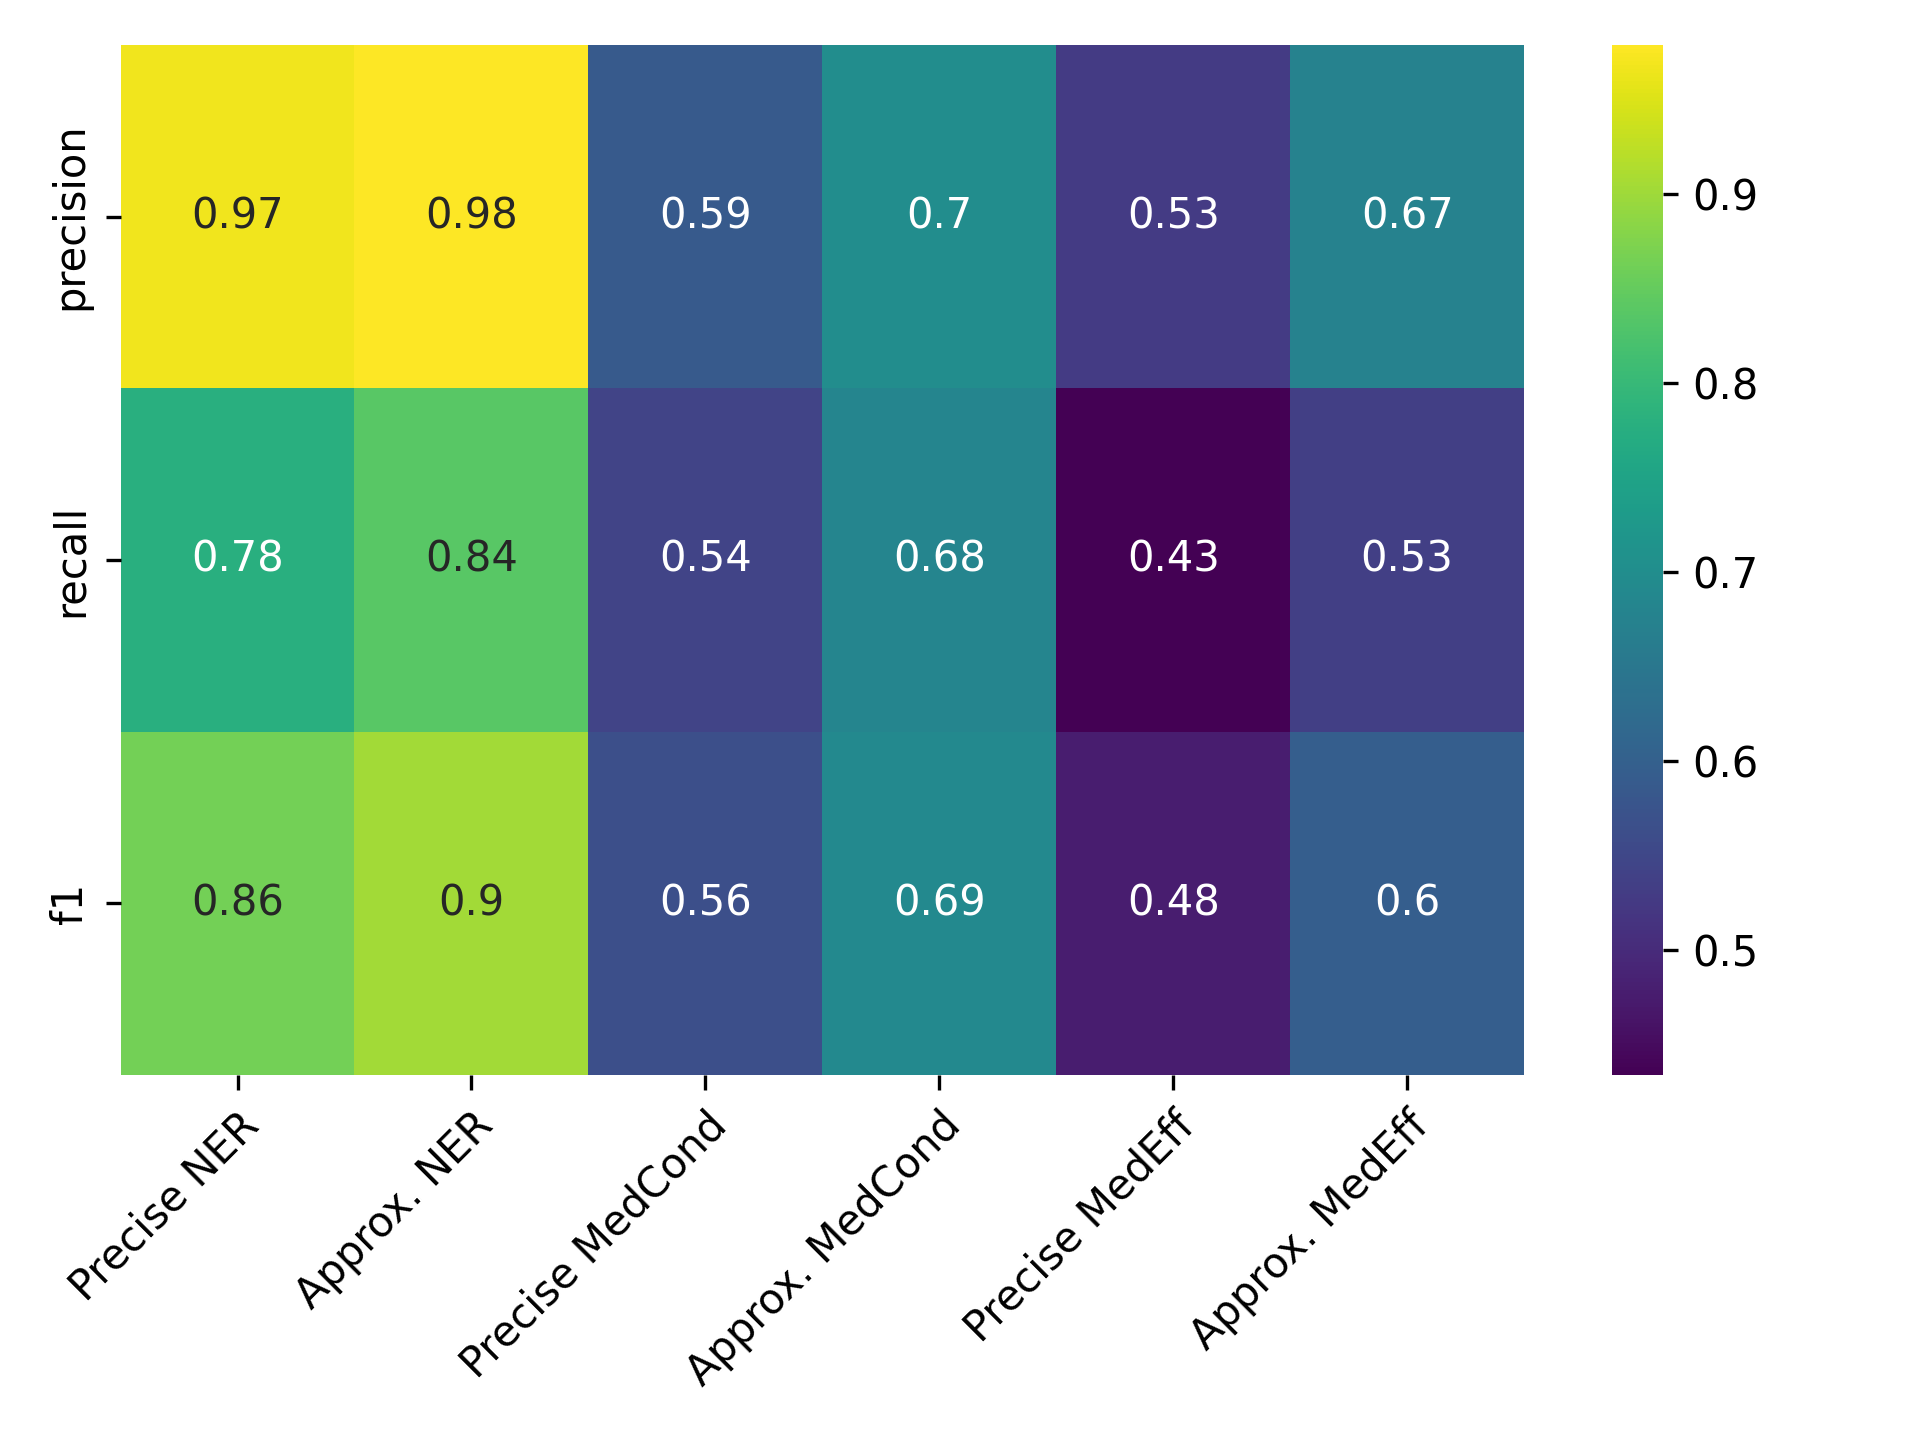 precision 0.97 0.98 0.59 0.7 0.53 0.67
recall 0.78 0.84 0.54 0.68 0.43 0.53
f1 0.86 0.9 0.56 0.69 0.48 0.6
Precise NER
Approx. NER
Precise MedCond
Approx. MedCond
Precise MedEff
Approx. MedEff
0.9
0.8
0.7
0.6
0.5